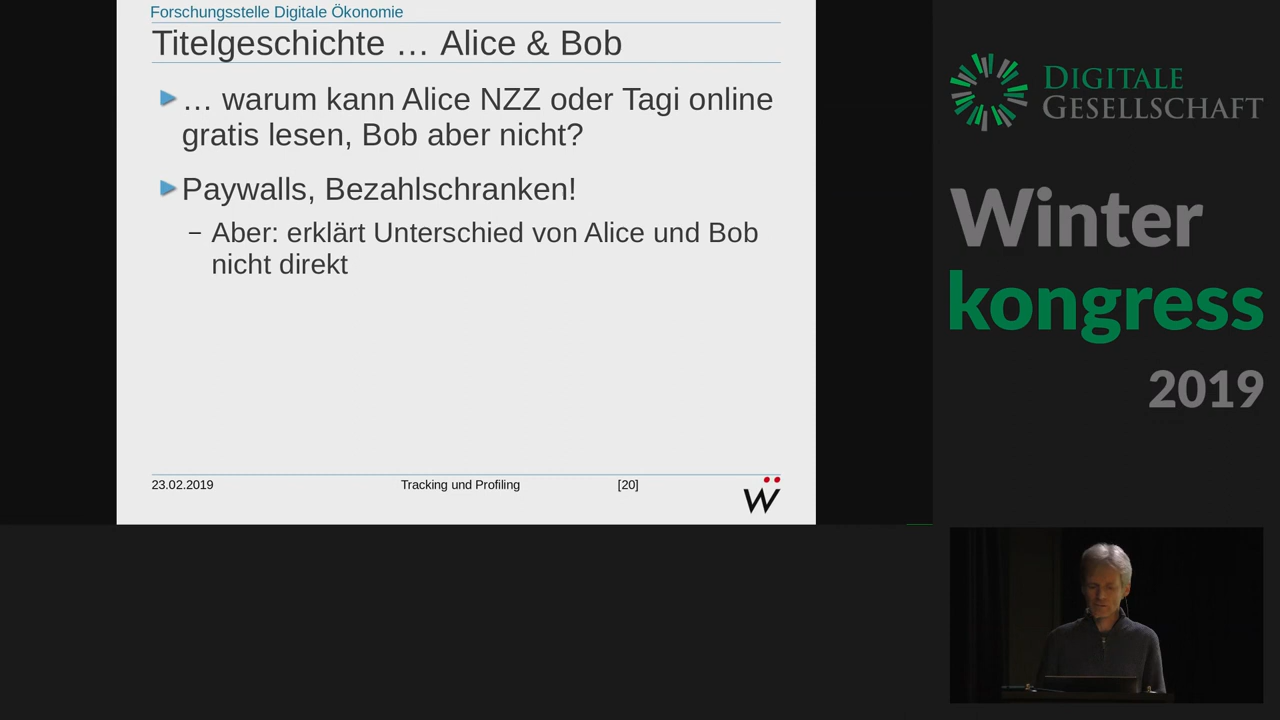 Forschungsstelle Digitale Ökonomie
Titelgeschichte … Alice & Bob
… warum kann Alice NZZ oder Tagi online
gratis lesen, Bob aber nicht?
Paywalls, Bezahlschranken!
– Aber: erklärt Unterschied von Alice und Bob
nicht direkt
23.02.2019 Tracking und Profiling [20]
Ẅ
DIGITALE
GESELLSCHAFT
Winter
kongress
2019